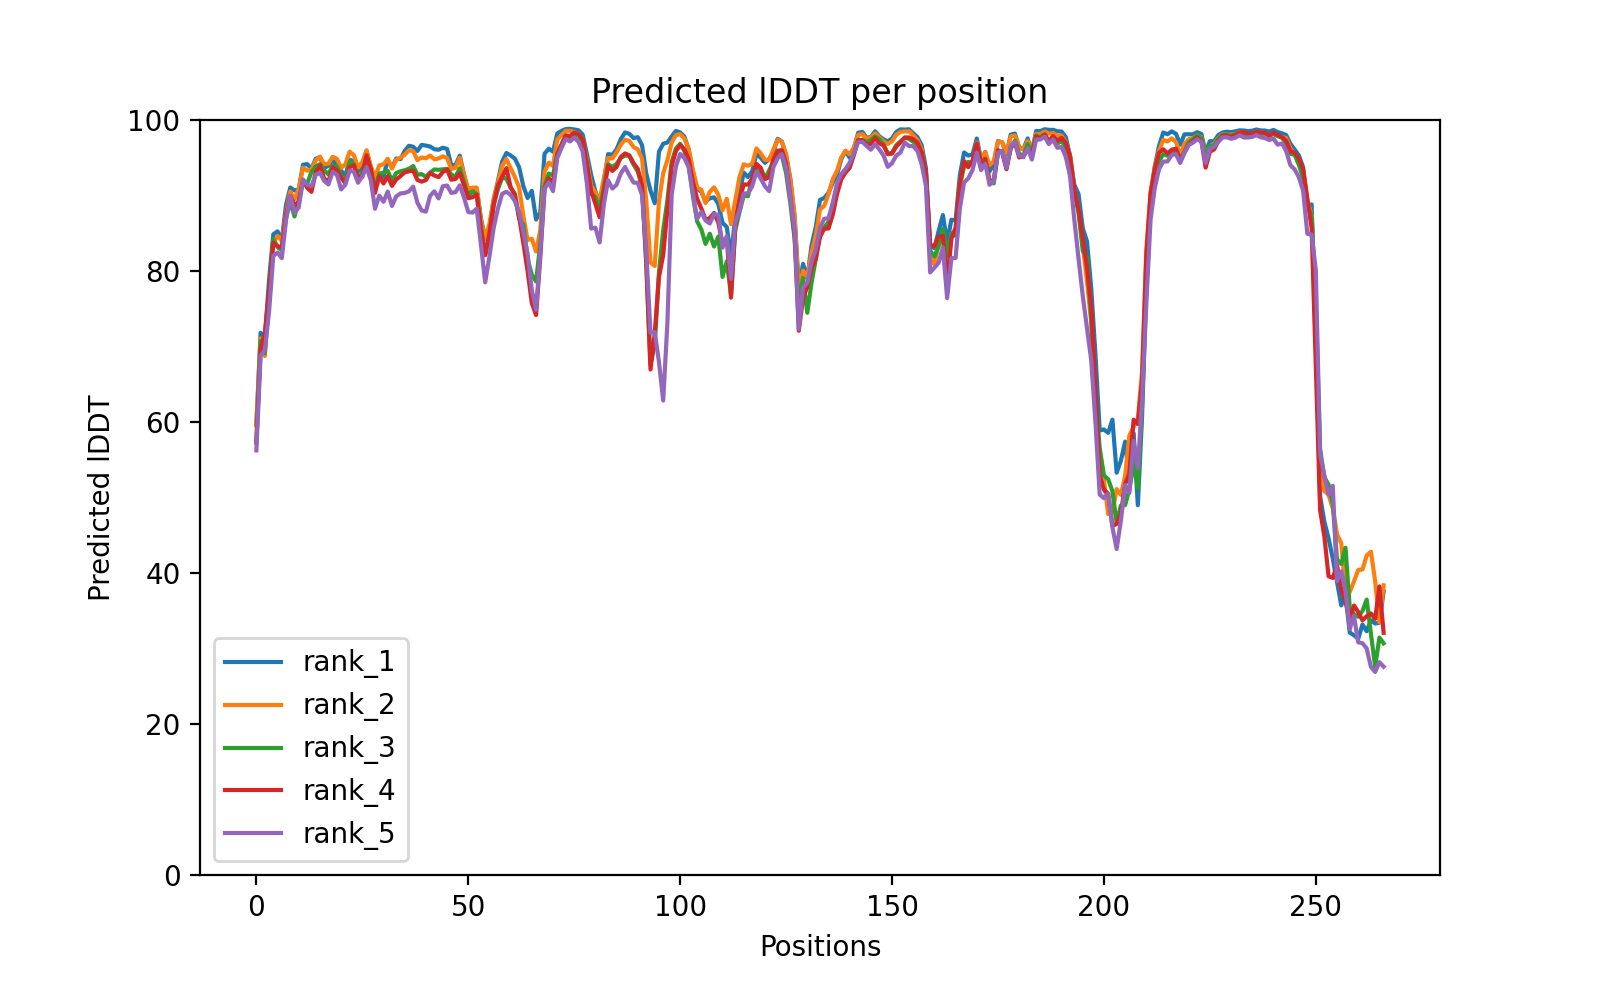 Predicted lDDT per position
100
80
60
40
20
0
Predicted lDDT
rank_1
rank_2
rank_3
rank_4
rank_5
0 50 100 150 200 250
Positions